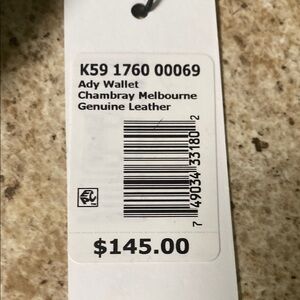 K59 1760 00069
Ady Wallet
Chambray Melbourne
Genuine Leather
7 49034 33180 2
$145.00